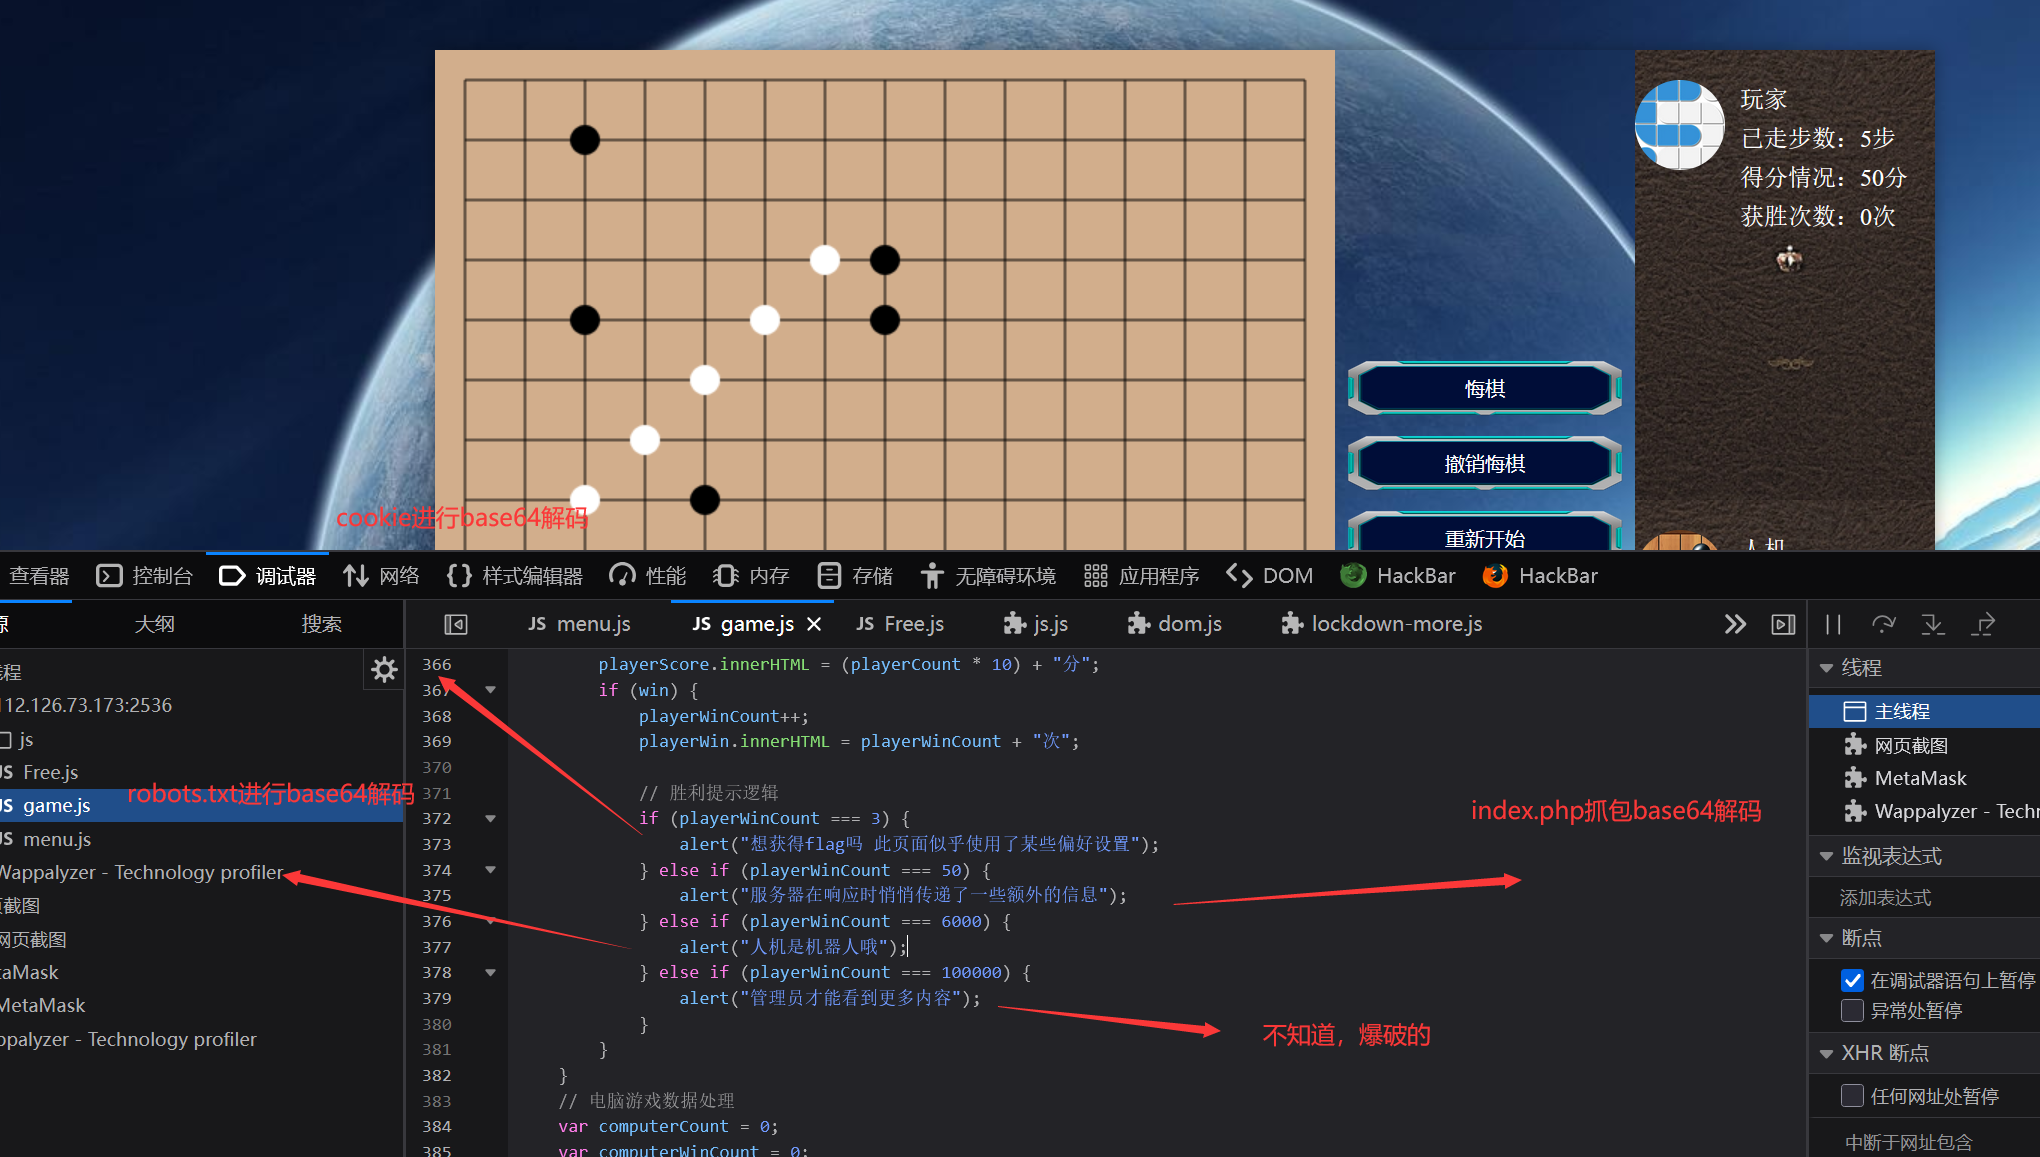 玩家
已走步数：5步
得分情况：50分
获胜次数：0次
悔棋
撤销悔棋
重新开始
人机
cookie进行base64解码
查看器 控制台 调试器 网络 样式编辑器 性能 内存 存储 无障碍环境 应用程序 DOM HackBar HackBar
源 大纲 搜索
JS menu.js JS game.js JS Free.js js.js dom.js lockdown-more.js
112.126.73.173:2536
js
JS Free.js
JS game.js
JS menu.js
Wappalyzer - Technology profiler
网页截图
MetaMask
Wappalyzer - Technology profiler
robots.txt进行base64解码
366 playerScore.innerHTML = (playerCount * 10) + "分";
367 if (win) {
368 playerWinCount++;
369 playerWin.innerHTML = playerWinCount + "次";
370
371 // 胜利提示逻辑
372 if (playerWinCount === 3) {
373 alert("想获得flag吗 此页面似乎使用了某些偏好设置");
374 } else if (playerWinCount === 50) {
375 alert("服务器在响应时悄悄传递了一些额外的信息");
376 } else if (playerWinCount === 6000) {
377 alert("人机是机器人哦");
378 } else if (playerWinCount === 100000) {
379 alert("管理员才能看到更多内容");
380 }
381 }
382 }
383 // 电脑游戏数据处理
384 var computerCount = 0;
385 var computerWinCount = 0;
index.php抓包base64解码
不知道，爆破的
线程
主线程
网页截图
MetaMask
Wappalyzer - Techn
监视表达式
添加表达式
断点
在调试器语句上暂停
异常处暂停
XHR 断点
任何网址处暂停
中断于网址包含